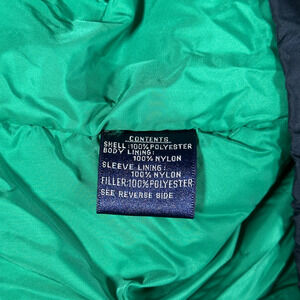 CONTENTS
SHELL:100% POLYESTER
BODY LINING:
100% NYLON
SLEEVE LINING:
100% NYLON
FILLER:100% POLYESTER
SEE REVERSE SIDE.